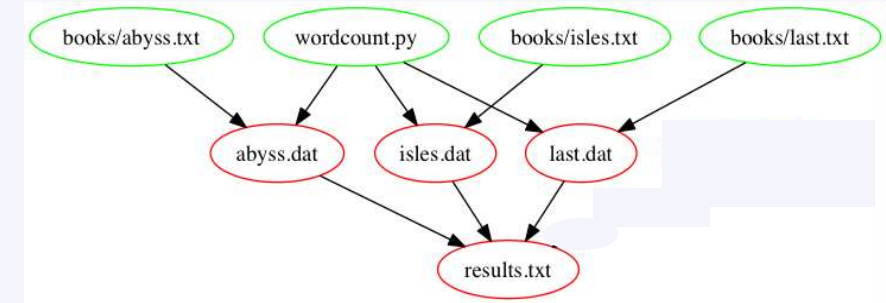 books/abyss.txt
wordcount.py
books/isles.txt
books/last.txt
abyss.dat
isles.dat
last.dat
results.txt